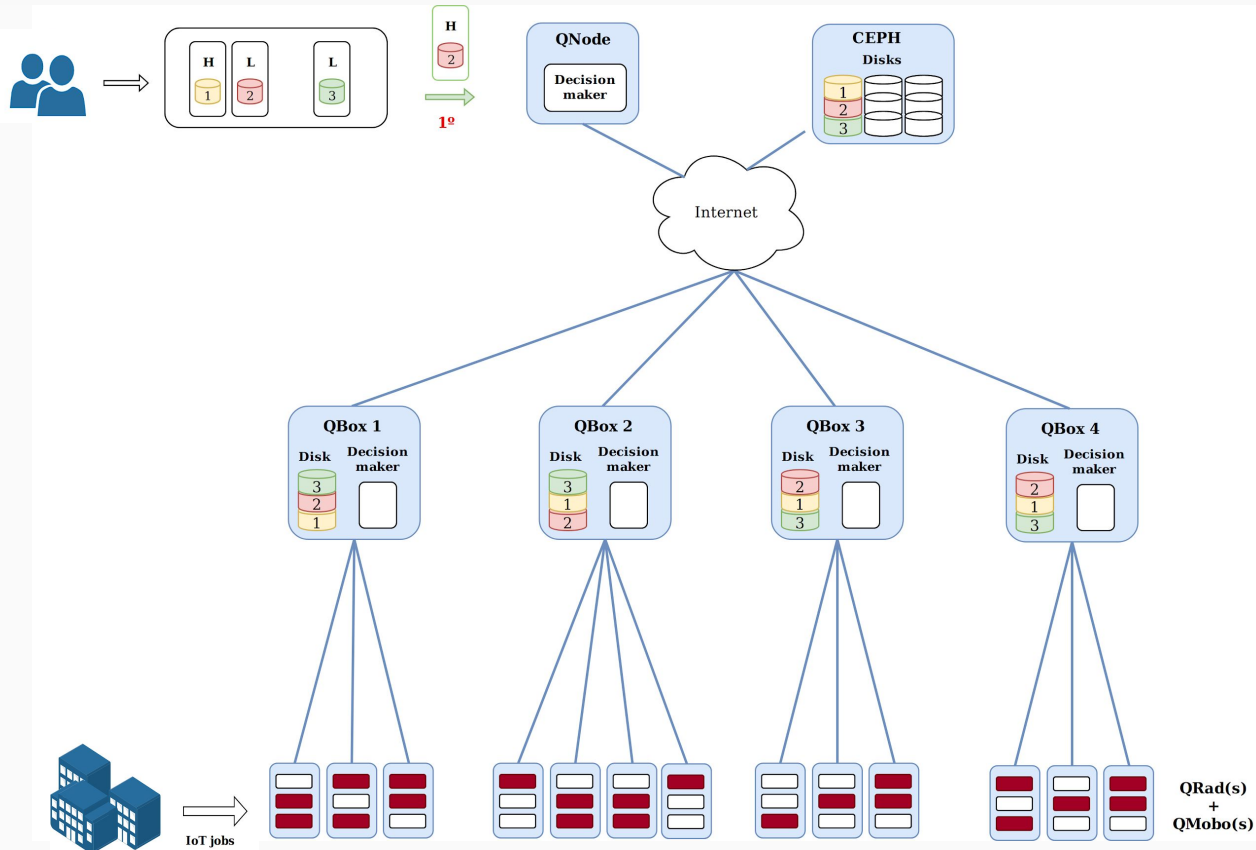 H
L
L
1
2
3
H
2
1º
QNode
Decision
maker
CEPH
Disks
1
2
3
Internet
QBox 1
Disk
Decision
maker
3
2
1
QBox 2
Disk
Decision
maker
3
1
2
QBox 3
Disk
Decision
maker
2
1
3
QBox 4
Disk
Decision
maker
2
1
3
IoT jobs
QRad(s)
+
QMobo(s)